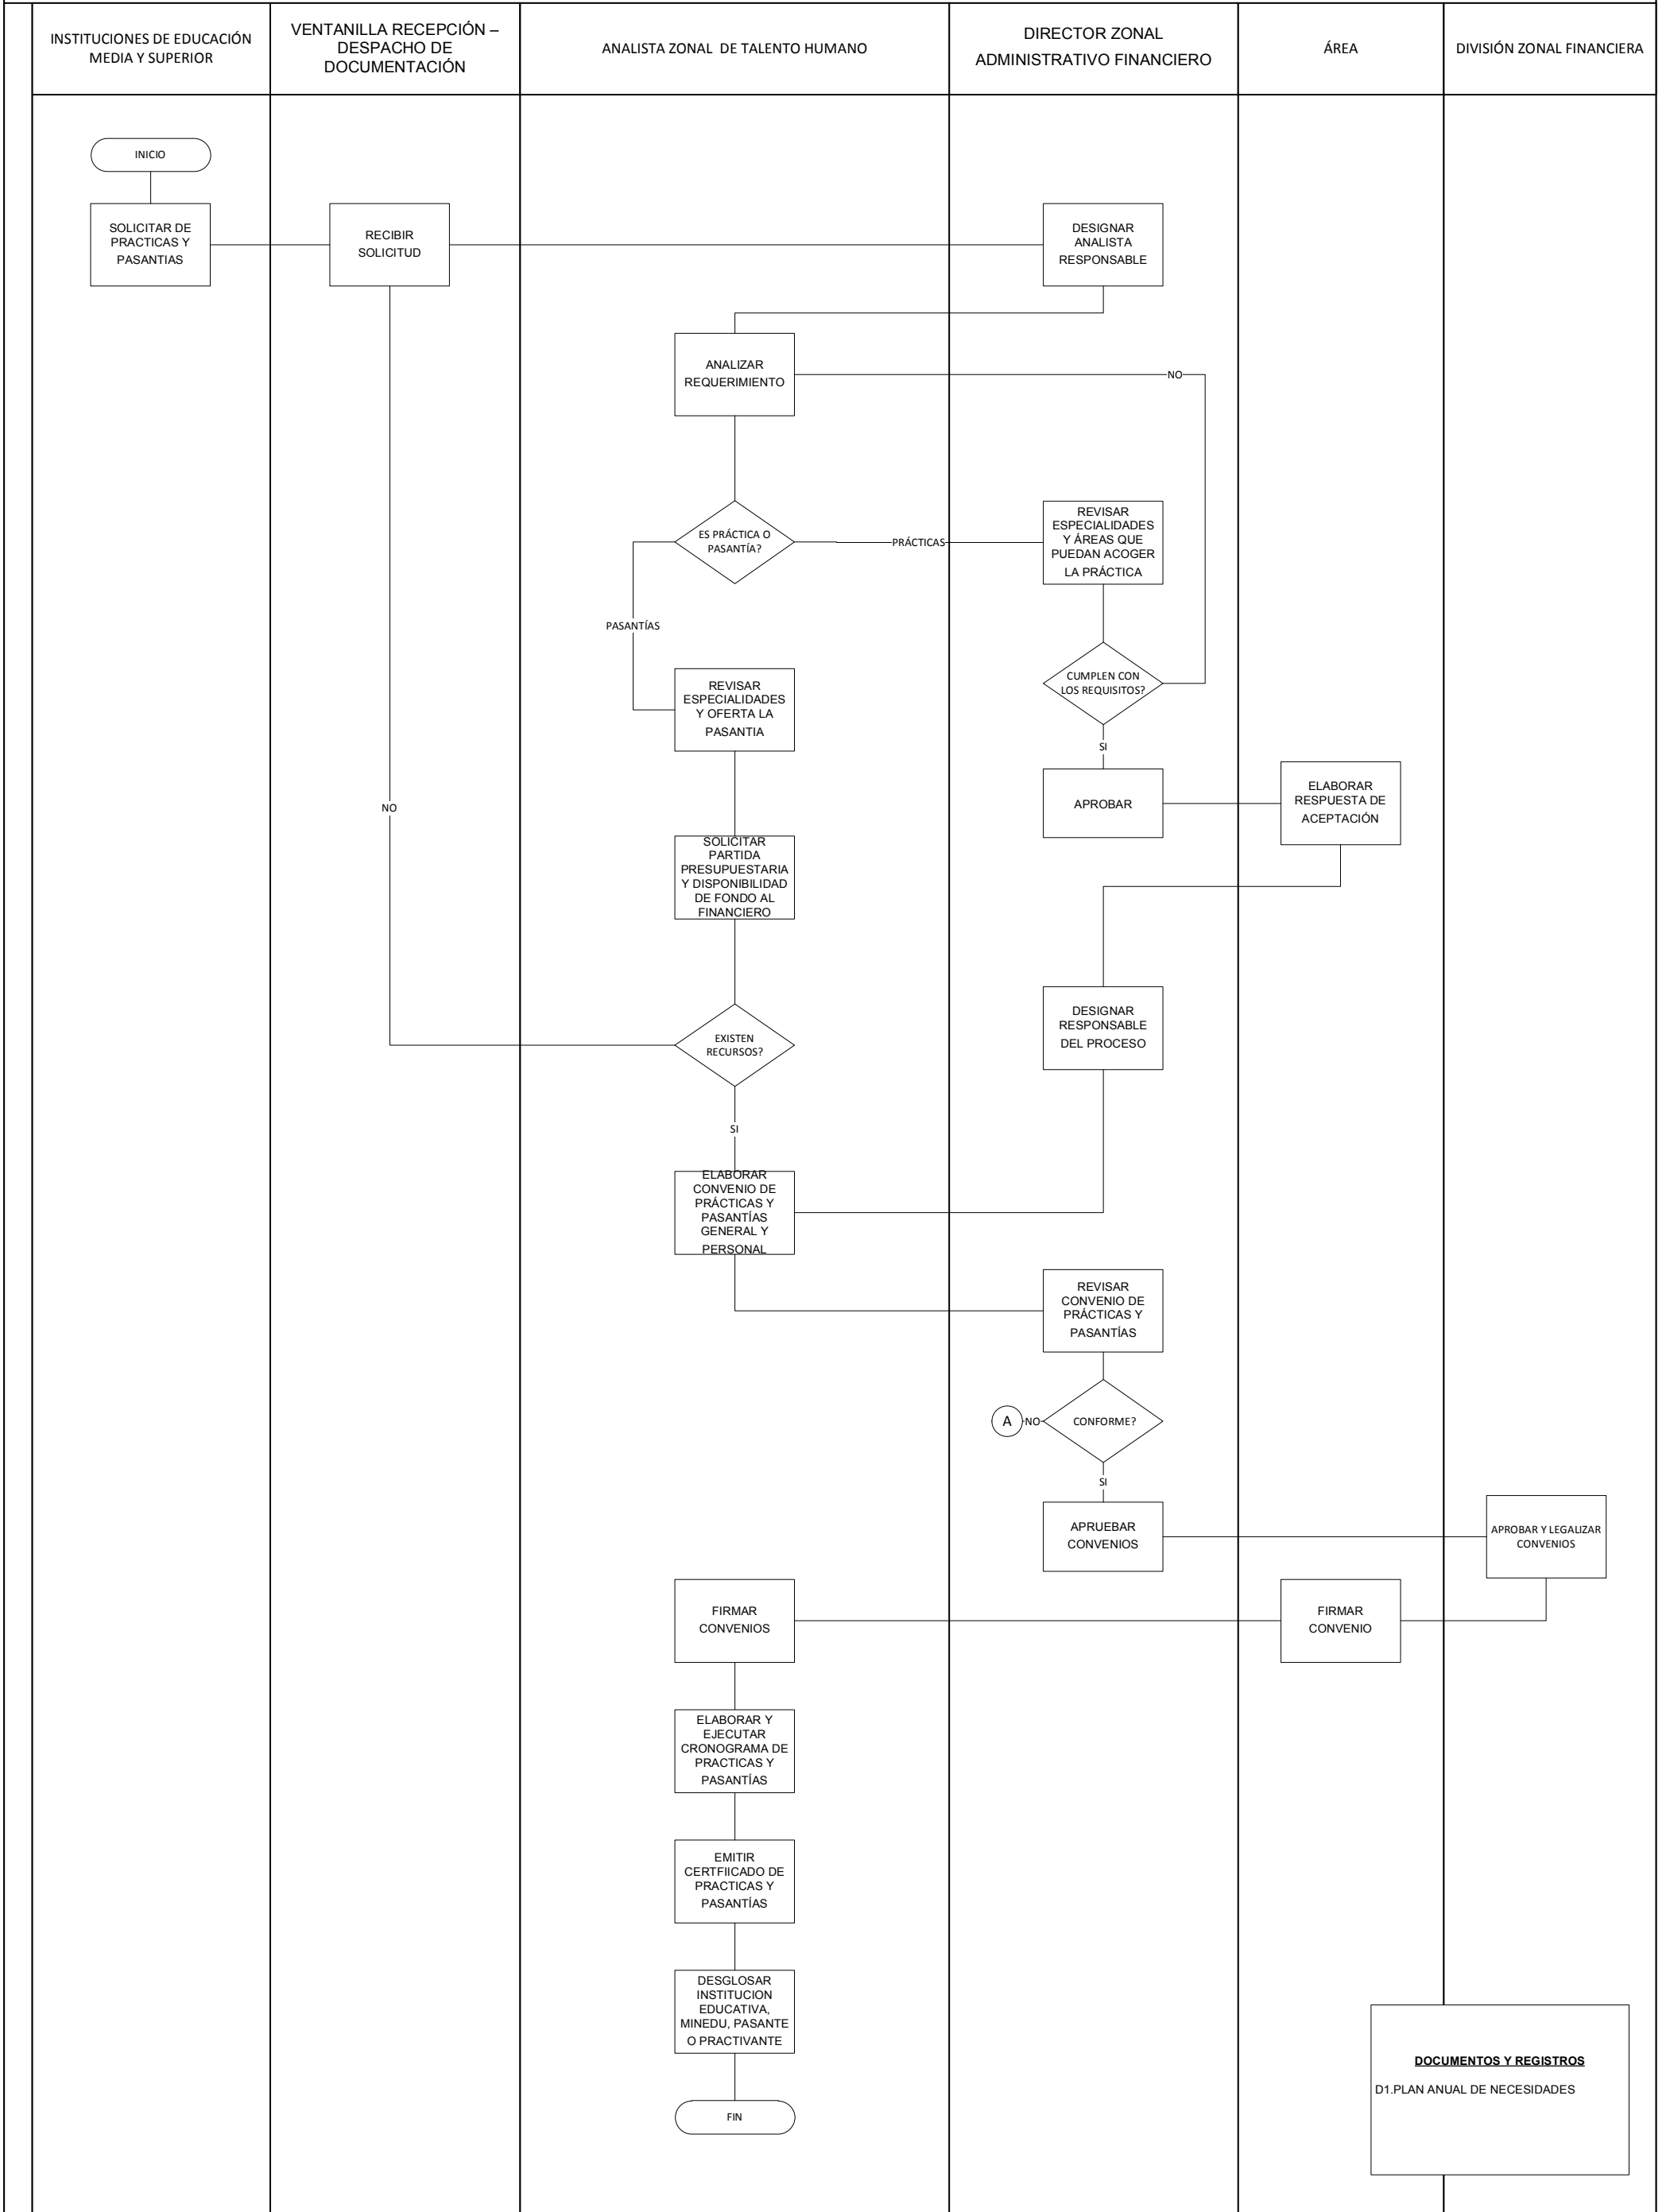 INSTITUCIONES DE EDUCACIÓN
MEDIA Y SUPERIOR
VENTANILLA RECEPCIÓN –
DESPACHO DE
DOCUMENTACIÓN
ANALISTA ZONAL DE TALENTO HUMANO
DIRECTOR ZONAL
ADMINISTRATIVO FINANCIERO
ÁREA
DIVISIÓN ZONAL FINANCIERA
INICIO
SOLICITAR DE
PRACTICAS Y
PASANTIAS
RECIBIR
SOLICITUD
DESIGNAR
ANALISTA
RESPONSABLE
ANALIZAR
REQUERIMIENTO
NO
ES PRÁCTICA O
PASANTÍA?
PRÁCTICAS
REVISAR
ESPECIALIDADES
Y ÁREAS QUE
PUEDAN ACOGER
LA PRÁCTICA
PASANTÍAS
CUMPLEN CON
LOS REQUISITOS?
REVISAR
ESPECIALIDADES
Y OFERTA LA
PASANTIA
SI
APROBAR
ELABORAR
RESPUESTA DE
ACEPTACIÓN
NO
SOLICITAR
PARTIDA
PRESUPUESTARIA
Y DISPONIBILIDAD
DE FONDO AL
FINANCIERO
DESIGNAR
RESPONSABLE
DEL PROCESO
EXISTEN
RECURSOS?
SI
ELABORAR
CONVENIO DE
PRÁCTICAS Y
PASANTÍAS
GENERAL Y
PERSONAL
REVISAR
CONVENIO DE
PRÁCTICAS Y
PASANTÍAS
A
NO
CONFORME?
SI
APRUEBAR
CONVENIOS
APROBAR Y LEGALIZAR
CONVENIOS
FIRMAR
CONVENIOS
FIRMAR
CONVENIO
ELABORAR Y
EJECUTAR
CRONOGRAMA DE
PRACTICAS Y
PASANTÍAS
EMITIR
CERTFIICADO DE
PRACTICAS Y
PASANTÍAS
DESGLOSAR
INSTITUCION
EDUCATIVA,
MINEDU, PASANTE
O PRACTIVANTE
DOCUMENTOS Y REGISTROS
D1.PLAN ANUAL DE NECESIDADES
FIN